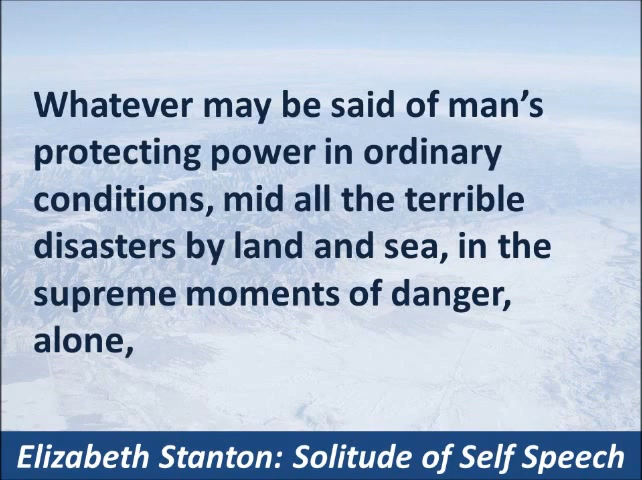 Whatever may be said of man’s
protecting power in ordinary
conditions, mid all the terrible
disasters by land and sea, in the
supreme moments of danger,
alone,
Elizabeth Stanton: Solitude of Self Speech